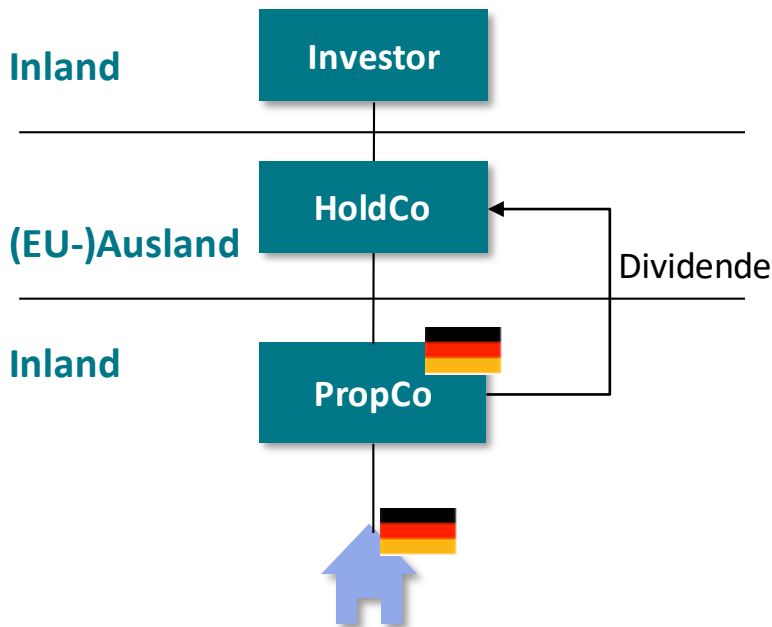 Investor
Inland
HoldCo
(EU-)Ausland
Dividende
Inland
PropCo